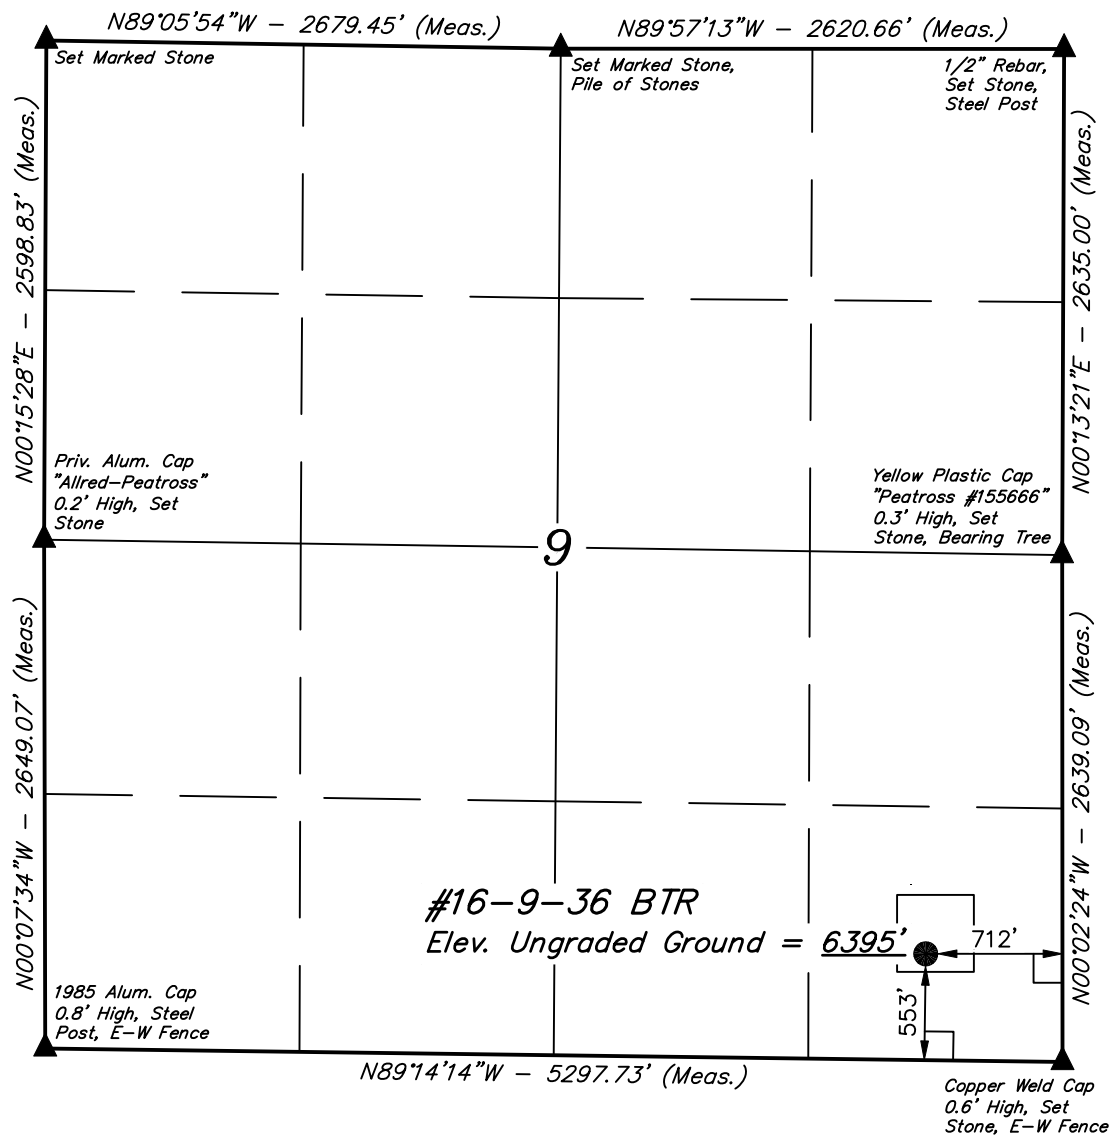 N89°05'54"W - 2679.45' (Meas.)
N89°57'13"W - 2620.66' (Meas.)
Set Marked Stone
Set Marked Stone,
Pile of Stones
1/2" Rebar,
Set Stone,
Steel Post
N00°15'28"E - 2598.83' (Meas.)
N00°13'21"E - 2635.00' (Meas.)
Priv. Alum. Cap
"Allred-Peatross"
0.2' High, Set
Stone
Yellow Plastic Cap
"Peatross #155666"
0.3' High, Set
Stone, Bearing Tree
9
N00°07'34"W - 2649.07' (Meas.)
N00°02'24"W - 2639.09' (Meas.)
#16-9-36 BTR
Elev. Ungraded Ground = 6395'
712'
553'
1985 Alum. Cap
0.8' High, Steel
Post, E-W Fence
N89°14'14"W - 5297.73' (Meas.)
Copper Weld Cap
0.6' High, Set
Stone, E-W Fence